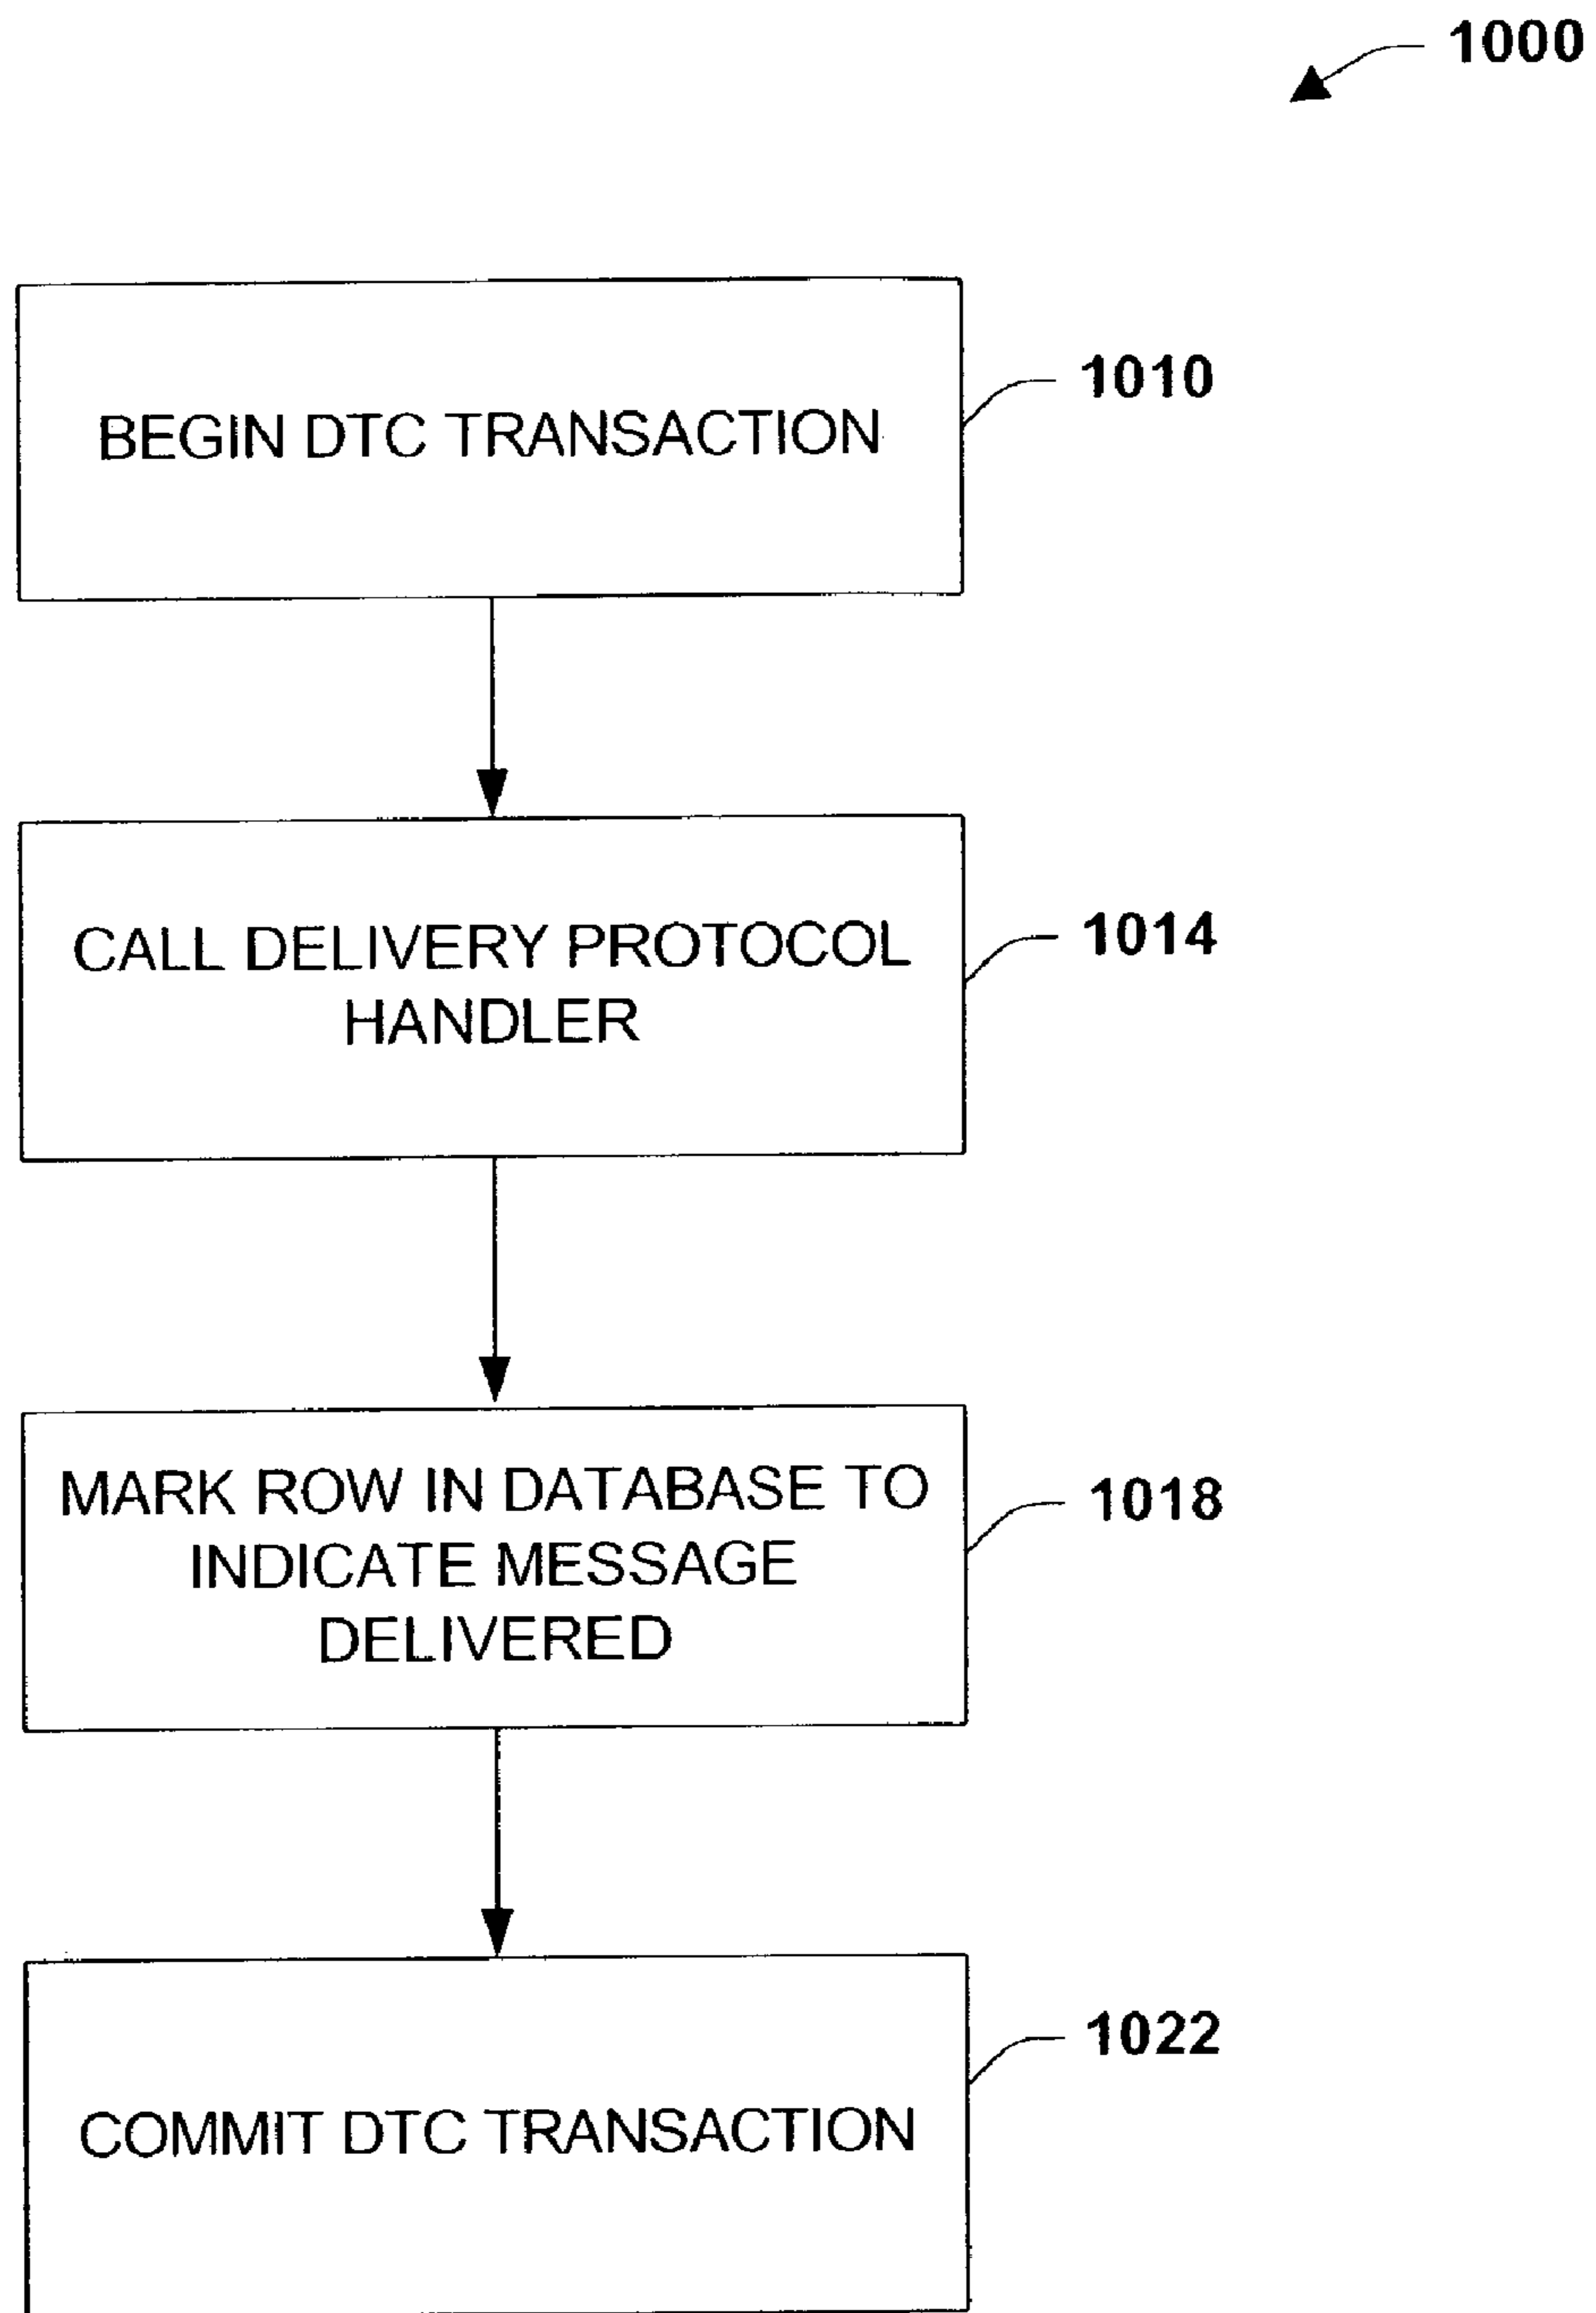 1000
BEGIN DTC TRANSACTION
1010
CALL DELIVERY PROTOCOL
HANDLER
1014
MARK ROW IN DATABASE TO
INDICATE MESSAGE
DELIVERED
1018
COMMIT DTC TRANSACTION
1022